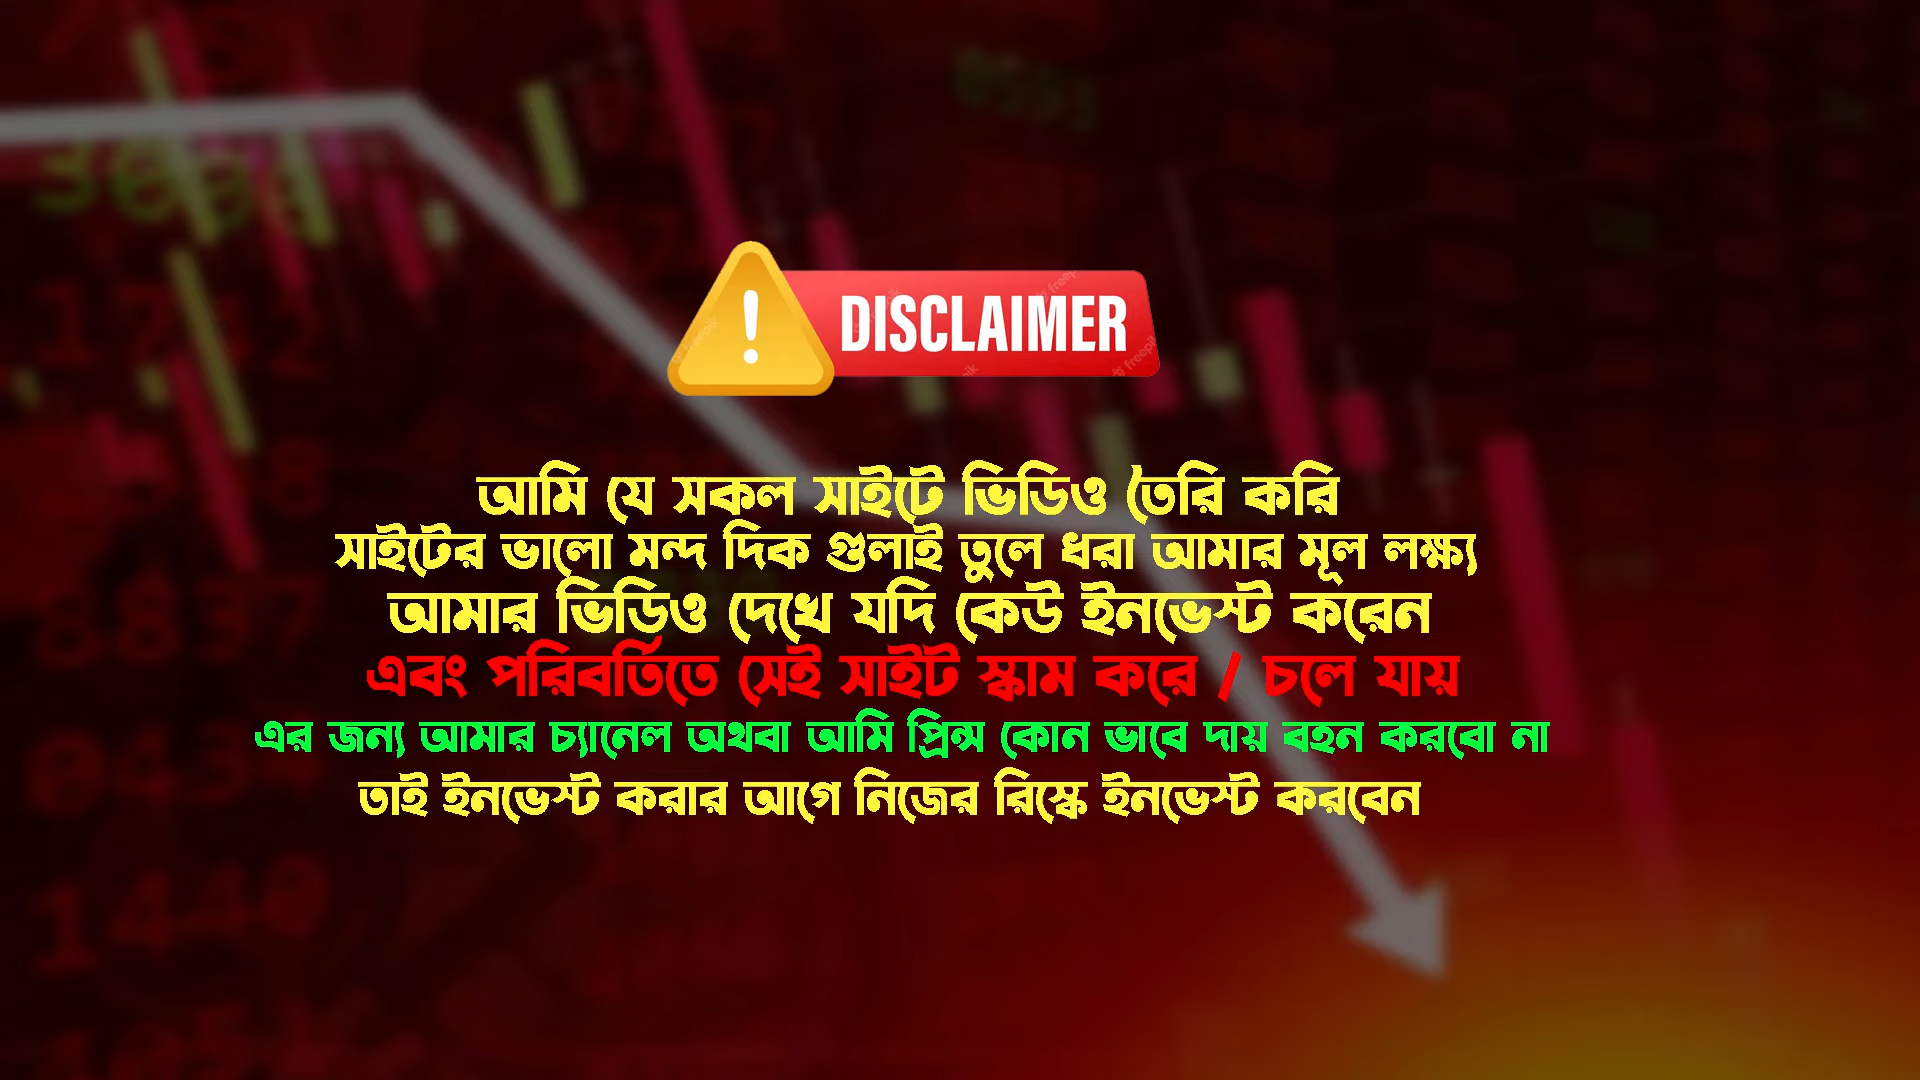 DISCLAIMER
আমি যে সকল সাইটে ভিডিও তৈরি করি
সাইটের ভালো মন্দ দিক গুলাই তুলে ধরা আমার মূল লক্ষ্য
আমার ভিডিও দেখে যদি কেউ ইনভেস্ট করেন
এবং পরিবর্তিতে সেই সাইট স্কাম করে / চলে যায়
এর জন্য আমার চ্যানেল অথবা আমি প্রিন্স কোন ভাবে দায় বহন করবো না
তাই ইনভেস্ট করার আগে নিজের রিস্কে ইনভেস্ট করবেন